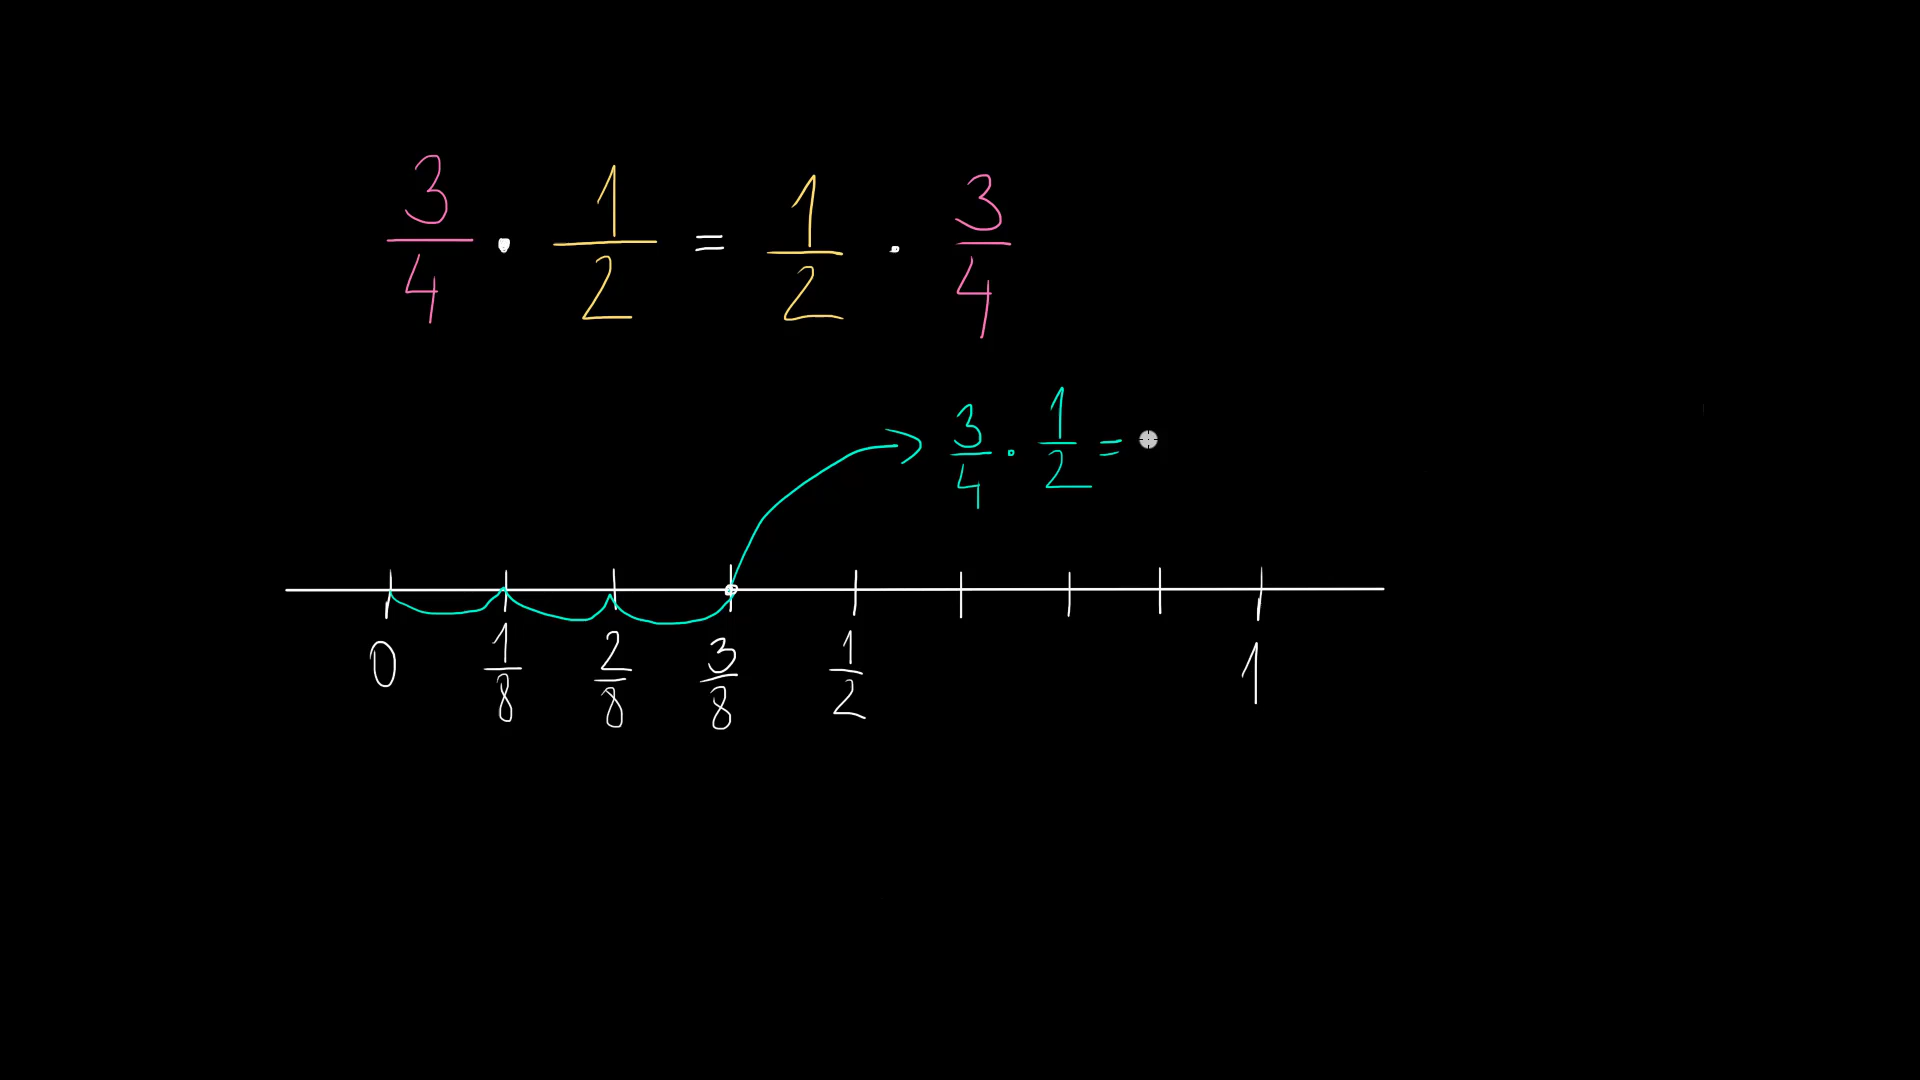 3/4 · 1/2 = 1/2 · 3/4
3/4 · 1/2 =
0 1/8 2/8 3/8 1/2 1